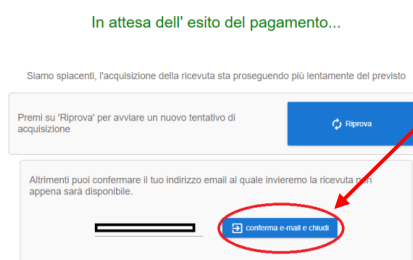 In attesa dell' esito del pagamento...
Siamo spiacenti, l'acquisizione della ricevuta sta proseguendo più lentamente del previsto
Premi su 'Riprova' per avviare un nuovo tentativo di
acquisizione
Riprova
Altrimenti puoi confermare il tuo indirizzo email al quale invieremo la ricevuta non
appena sarà disponibile.
conferma e-mail e chiudi